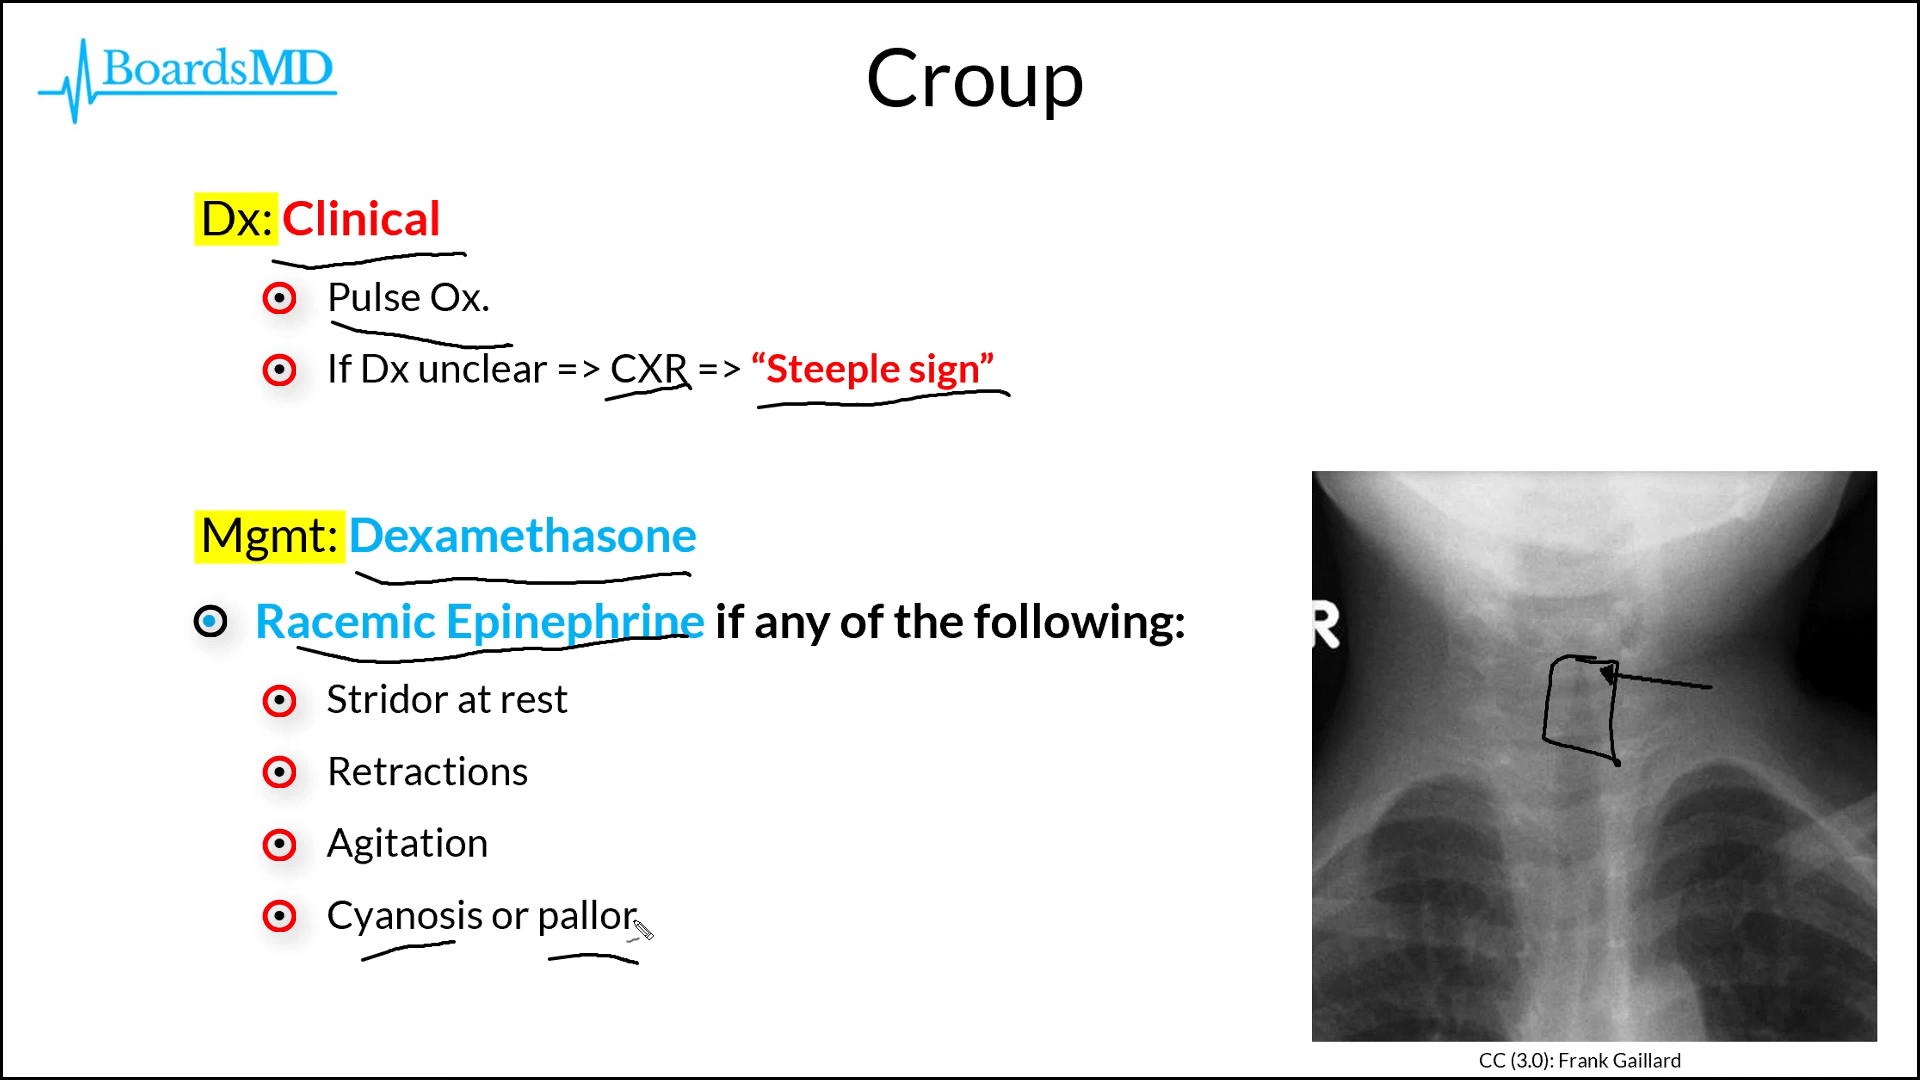 BoardsMD
Croup
Dx: Clinical
Pulse Ox.
If Dx unclear => CXR => “Steeple sign”
Mgmt: Dexamethasone
Racemic Epinephrine if any of the following:
Stridor at rest
Retractions
Agitation
Cyanosis or pallor
R
CC (3.0): Frank Gaillard